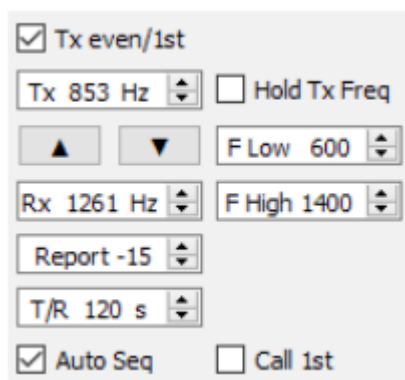 Tx even/1st
Tx 853 Hz Hold Tx Freq
F Low 600
Rx 1261 Hz F High 1400
Report -15
T/R 120 s
Auto Seq Call 1st